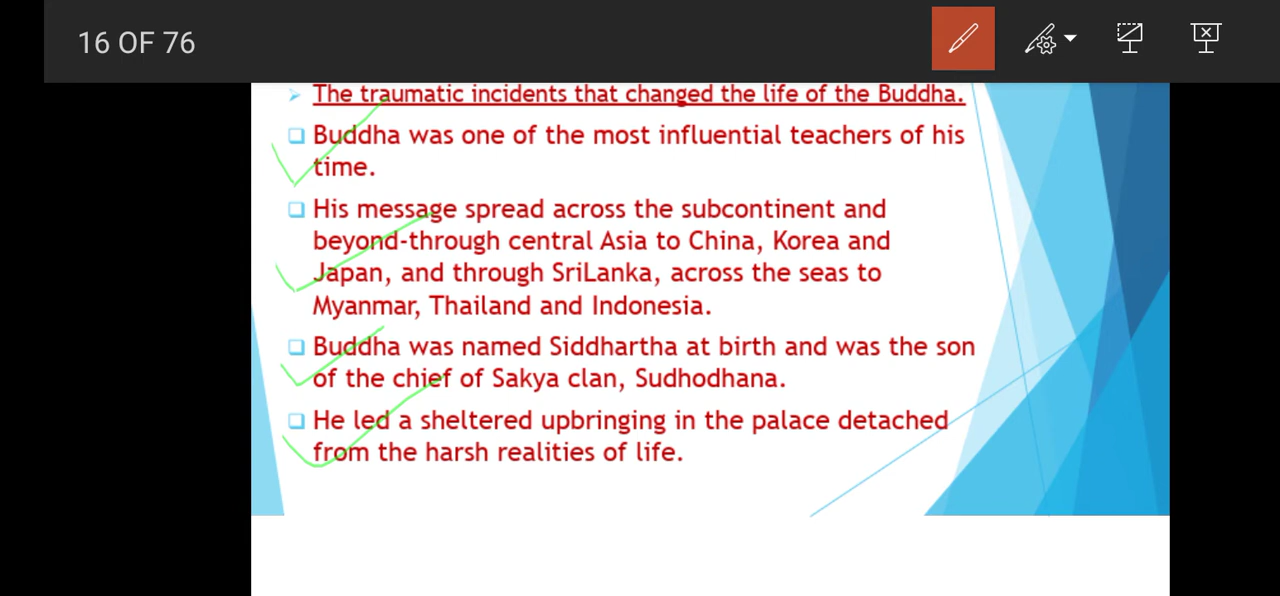 16 OF 76
The traumatic incidents that changed the life of the Buddha.
Buddha was one of the most influential teachers of his
time.
His message spread across the subcontinent and
beyond-through central Asia to China, Korea and
Japan, and through SriLanka, across the seas to
Myanmar, Thailand and Indonesia.
Buddha was named Siddhartha at birth and was the son
of the chief of Sakya clan, Sudhodhana.
He led a sheltered upbringing in the palace detached
from the harsh realities of life.